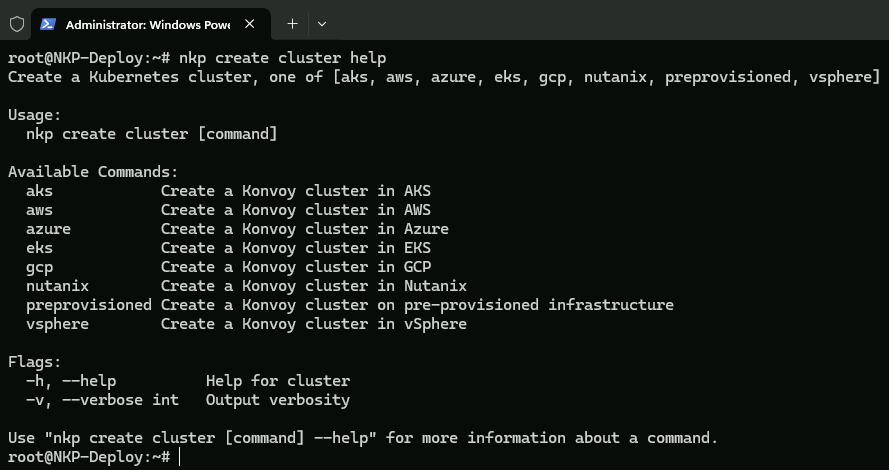 Administrator: Windows Powe
root@NKP-Deploy:~# nkp create cluster help
Create a Kubernetes cluster, one of [aks, aws, azure, eks, gcp, nutanix, preprovisioned, vsphere]
Usage:
nkp create cluster [command]
Available Commands:
aks Create a Konvoy cluster in AKS
aws Create a Konvoy cluster in AWS
azure Create a Konvoy cluster in Azure
eks Create a Konvoy cluster in EKS
gcp Create a Konvoy cluster in GCP
nutanix Create a Konvoy cluster in Nutanix
preprovisioned Create a Konvoy cluster on pre-provisioned infrastructure
vsphere Create a Konvoy cluster in vSphere
Flags:
-h, --help Help for cluster
-v, --verbose int Output verbosity
Use "nkp create cluster [command] --help" for more information about a command.
root@NKP-Deploy:~#